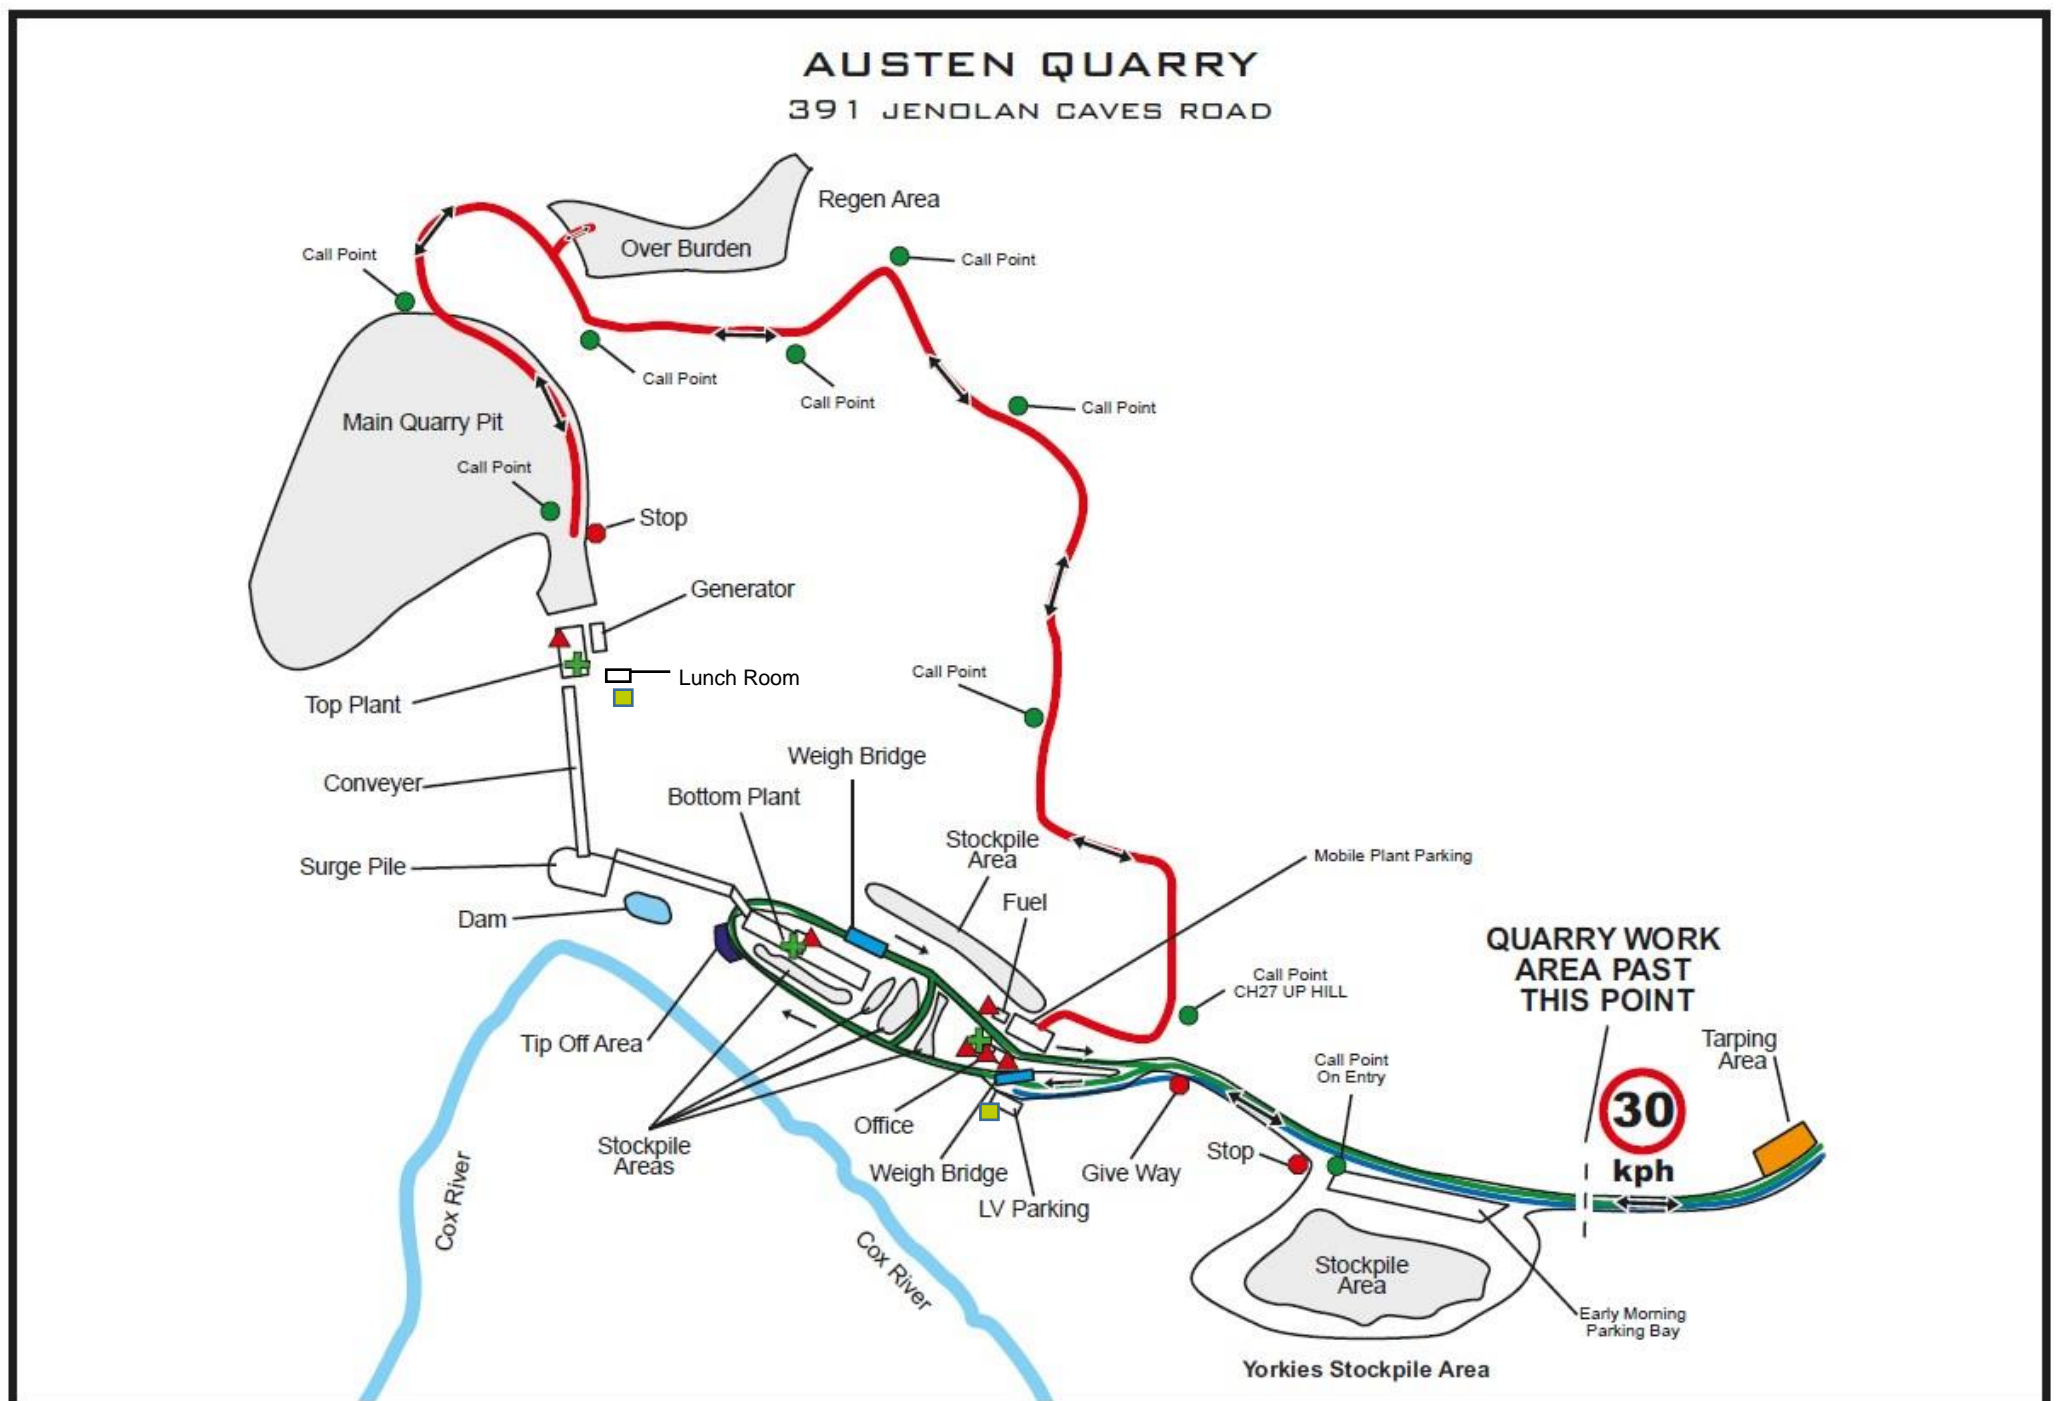 AUSTEN QUARRY
391 JENOLAN CAVES ROAD
Regen Area
Over Burden
Call Point
Call Point
Call Point
Call Point
Call Point
Main Quarry Pit
Call Point
Stop
Generator
Lunch Room
Top Plant
Call Point
Weigh Bridge
Conveyer
Bottom Plant
Stockpile
Area
Mobile Plant Parking
Surge Pile
Fuel
Dam
QUARRY WORK
AREA PAST
THIS POINT
Call Point
CH27 UP HILL
Tip Off Area
Tarping
Area
Call Point
On Entry
30
kph
Office
Stockpile
Areas
Stop
Weigh Bridge
Give Way
LV Parking
Cox River
Cox River
Stockpile
Area
Early Morning
Parking Bay
Yorkies Stockpile Area